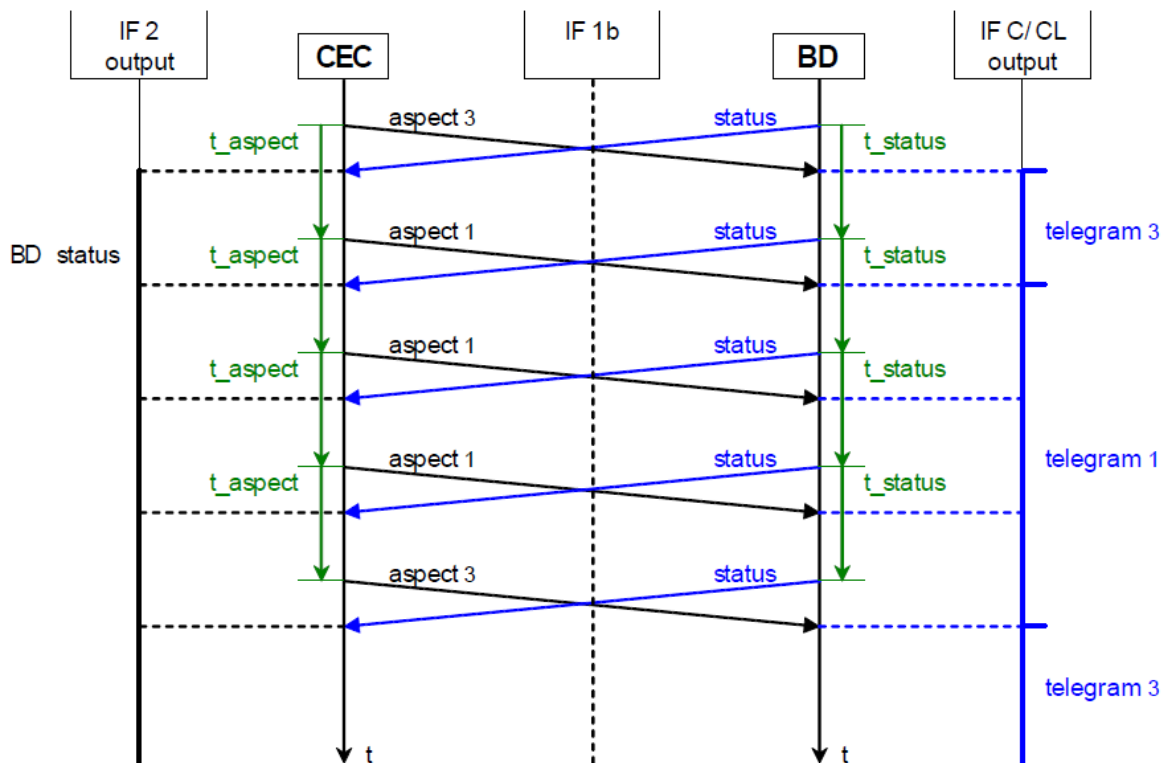 IF 2
output
CEC
IF 1b
BD
IF C/ CL
output
aspect 3
status
t_aspect
t_status
aspect 1
status
telegram 3
BD status
t_aspect
t_status
aspect 1
status
t_aspect
t_status
aspect 1
status
telegram 1
t_aspect
t_status
aspect 3
status
telegram 3
t
t